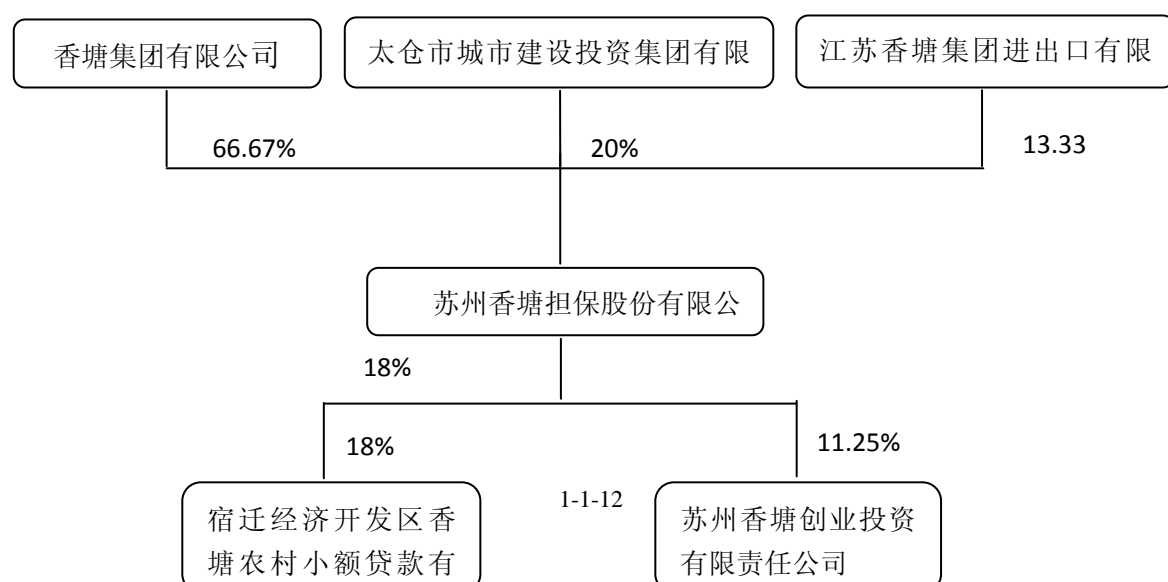 香塘集团有限公司
太仓市城市建设投资集团有限
江苏香塘集团进出口有限
66.67%
20%
13.33
苏州香塘担保股份有限公
18%
18%
11.25%
宿迁经济开发区香
塘农村小额贷款有
1-1-12
苏州香塘创业投资
有限责任公司